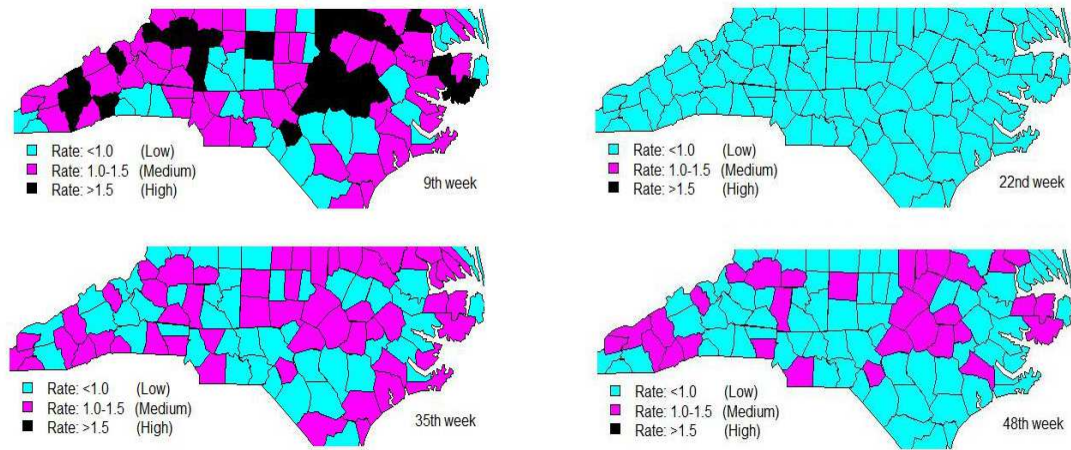 Rate: <1.0 (Low)
Rate: 1.0-1.5 (Medium)
Rate: >1.5 (High)
9th week
Rate: <1.0 (Low)
Rate: 1.0-1.5 (Medium)
Rate: >1.5 (High)
22nd week
Rate: <1.0 (Low)
Rate: 1.0-1.5 (Medium)
Rate: >1.5 (High)
35th week
Rate: <1.0 (Low)
Rate: 1.0-1.5 (Medium)
Rate: >1.5 (High)
48th week